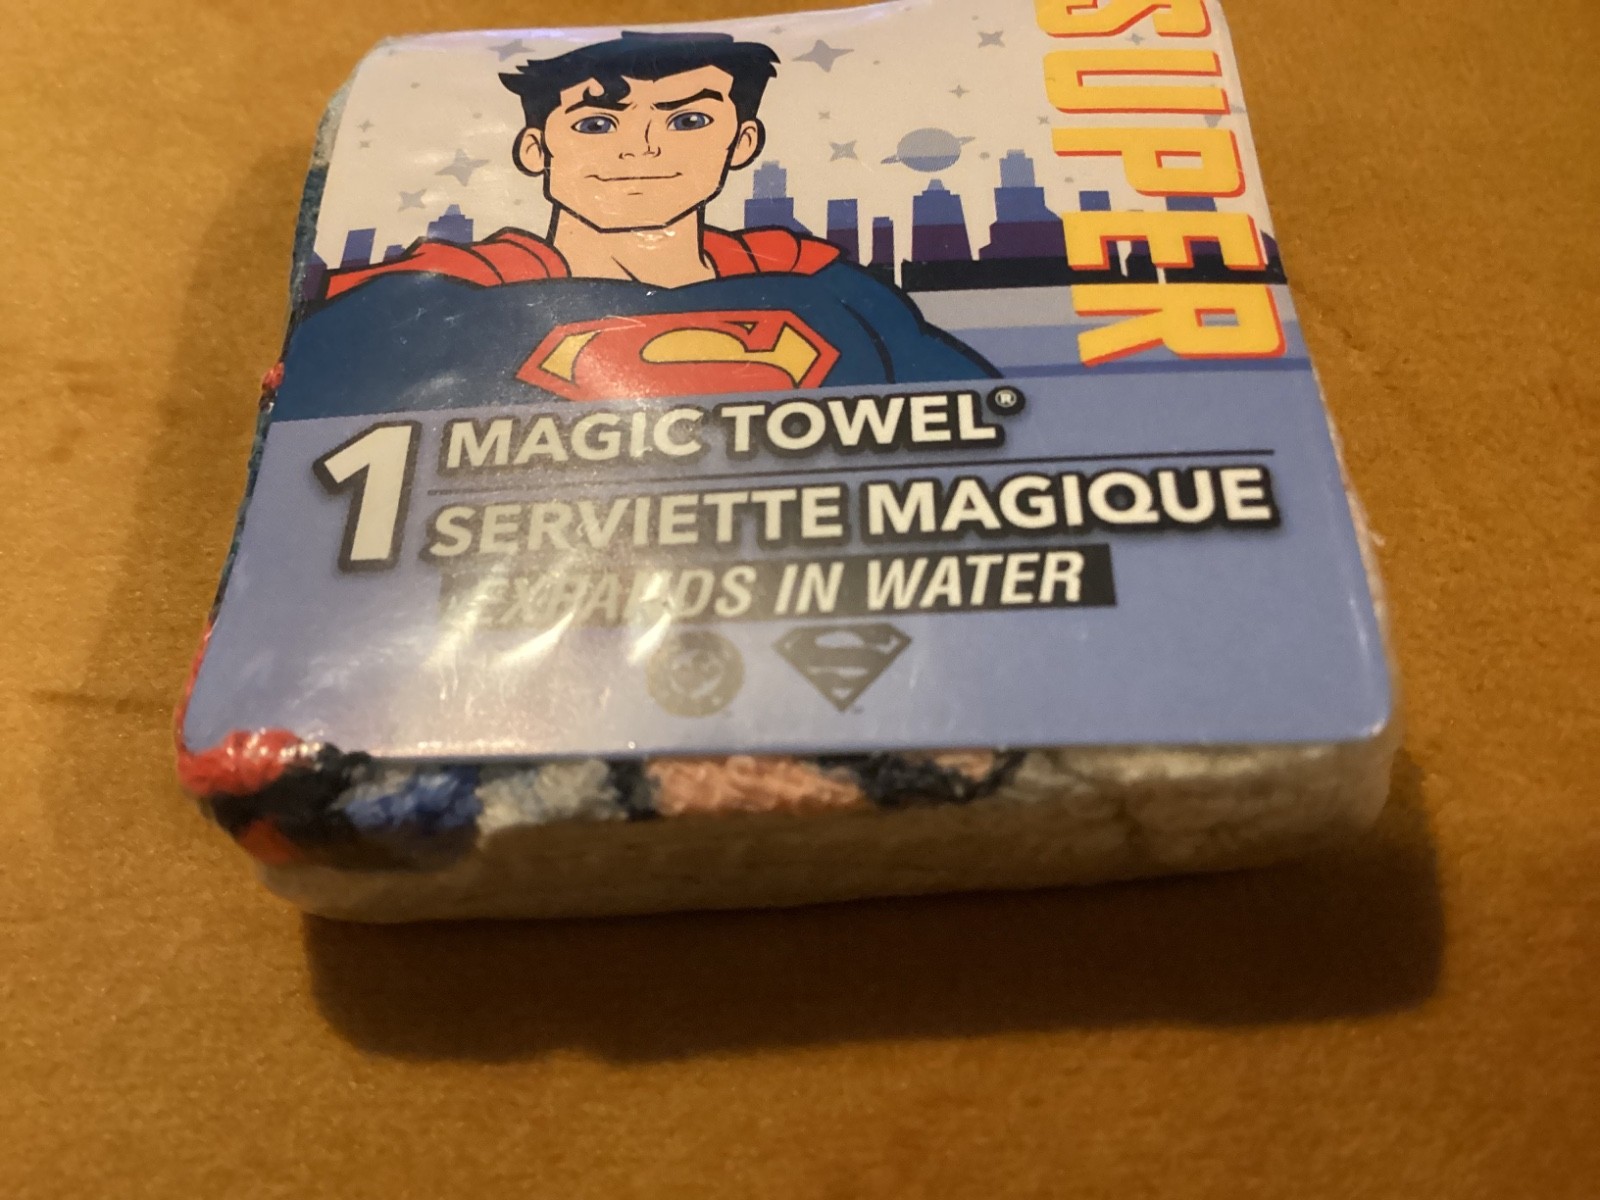 SUPER
1 MAGIC TOWEL®
SERVIETTE MAGIQUE
EXPANDS IN WATER